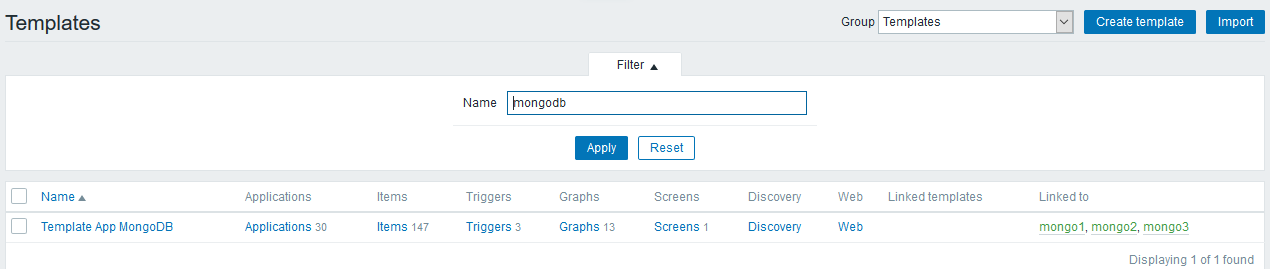 Templates Group Templates Create template Import
Filter ▲
Name mongodb
Apply Reset
Name ▲ Applications Items Triggers Graphs Screens Discovery Web Linked templates Linked to
Template App MongoDB Applications 30 Items 147 Triggers 3 Graphs 13 Screens 1 Discovery Web mongo1, mongo2, mongo3
Displaying 1 of 1 found